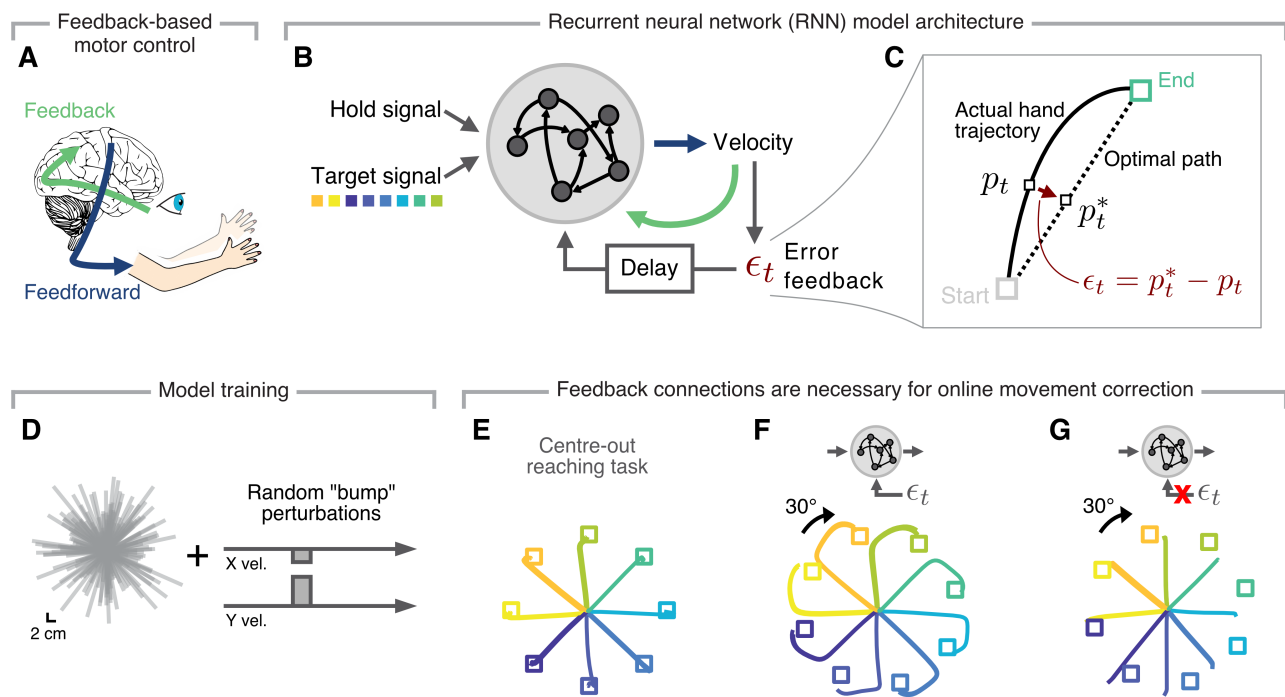 Feedback-based
motor control
Recurrent neural network (RNN) model architecture
A
Feedback
Feedforward
B
Hold signal
Target signal
Velocity
Delay
ϵt
Error
feedback
C
End
Actual hand
trajectory
Optimal path
pt
p*t
Start
ϵt = p*t − pt
Model training
Feedback connections are necessary for online movement correction
D
2 cm
+
Random "bump"
perturbations
X vel.
Y vel.
E
Centre-out
reaching task
F
ϵt
30°
G
X ϵt
30°